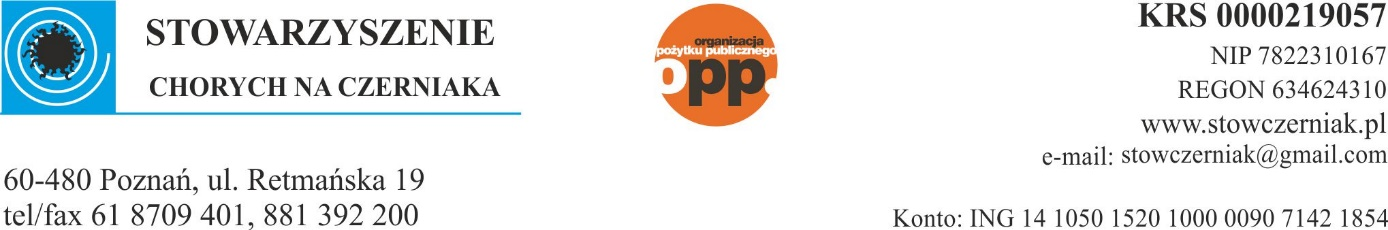 STOWARZYSZENIE
CHORYCH NA CZERNIAKA
60-480 Poznań, ul. Retmańska 19
tel/fax 61 8709 401, 881 392 200
organizacja
pożytku publicznego
opp.
KRS 0000219057
NIP 7822310167
REGON 634624310
www.stowczerniak.pl
e-mail: stowczerniak@gmail.com
Konto: ING 14 1050 1520 1000 0090 7142 1854